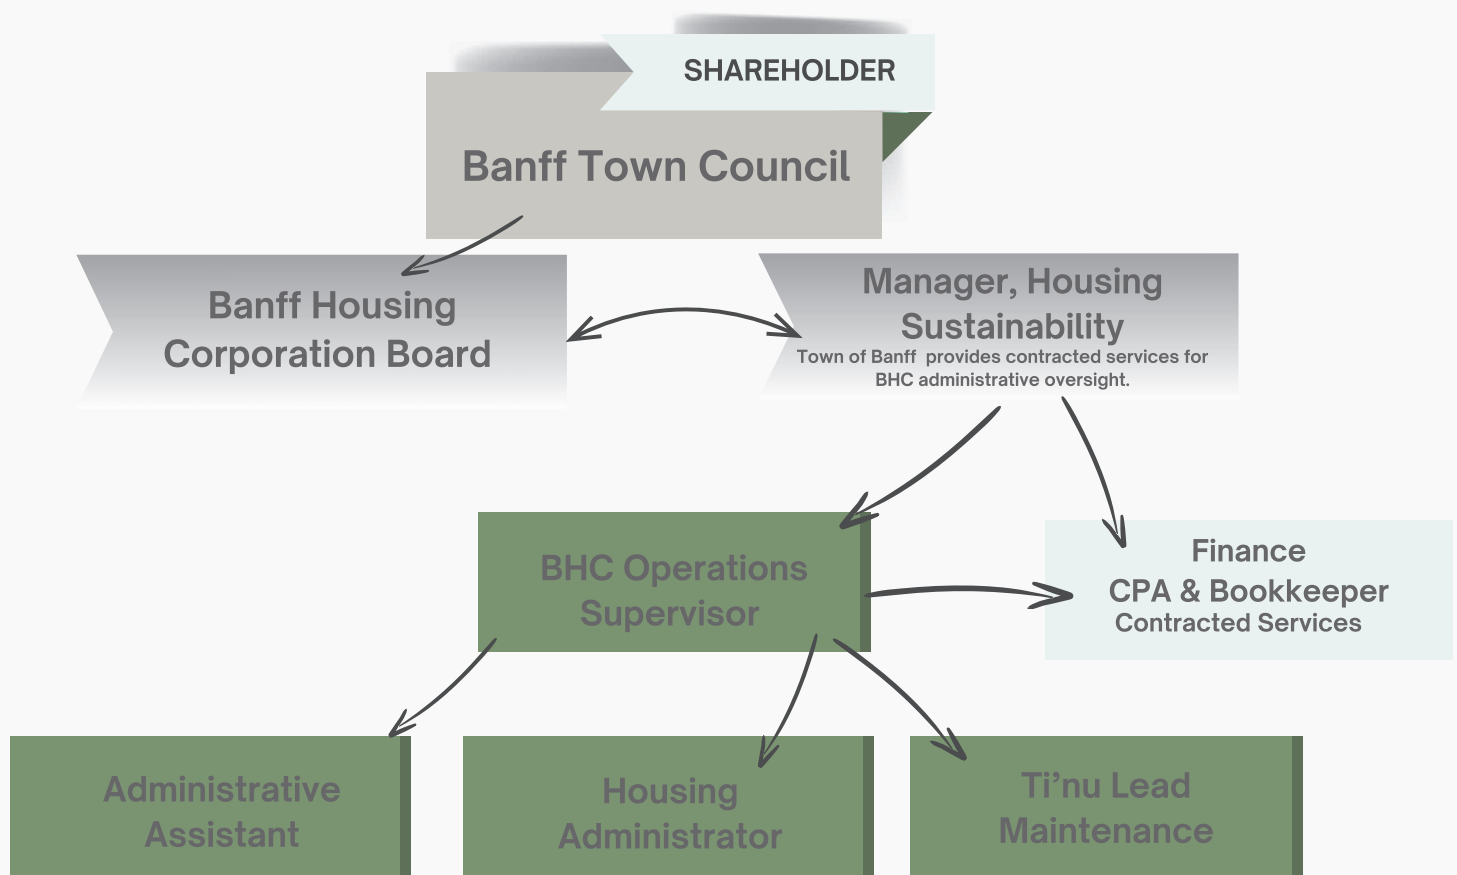 SHAREHOLDER
Banff Town Council
Banff Housing
Corporation Board
Manager, Housing
Sustainability
Town of Banff provides contracted services for
BHC administrative oversight.
BHC Operations
Supervisor
Finance
CPA & Bookkeeper
Contracted Services
Administrative
Assistant
Housing
Administrator
Ti’nu Lead
Maintenance